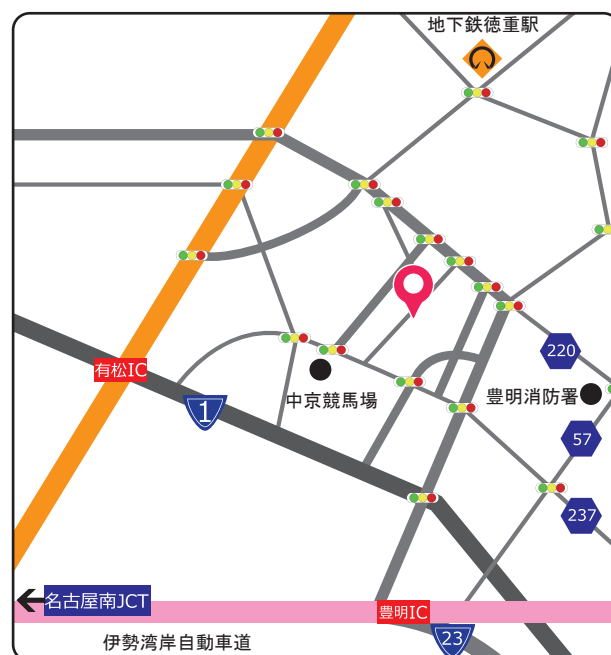 地下鉄徳重駅
有松IC
1
中京競馬場
220
豊明消防署
57
237
名古屋南JCT
豊明IC
23
伊勢湾岸自動車道